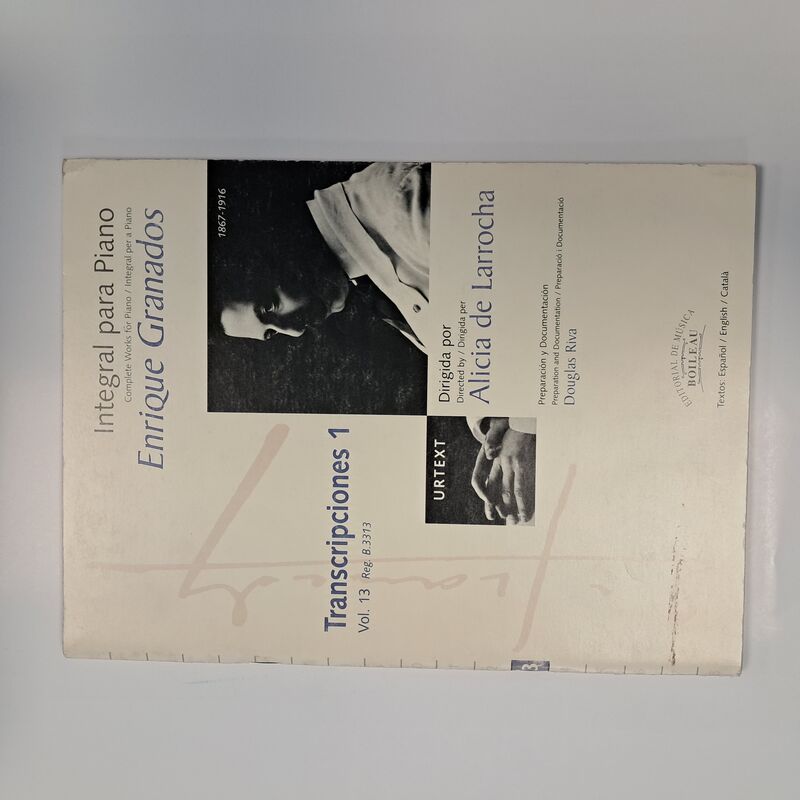 Integral para Piano
Complete Works for Piano / Integral per a Piano
Enrique Granados
1867-1916
Transcripciones 1
Vol. 13 Reg. B.3313
URTEXT
Dirigida por
Directed by / Dirigida per
Alicia de Larrocha
Preparación y Documentación
Preparation and Documentation / Preparació i Documentació
Douglas Riva
EDITORIAL DE MÚSICA
BOILEAU
Textos: Español / English / Català